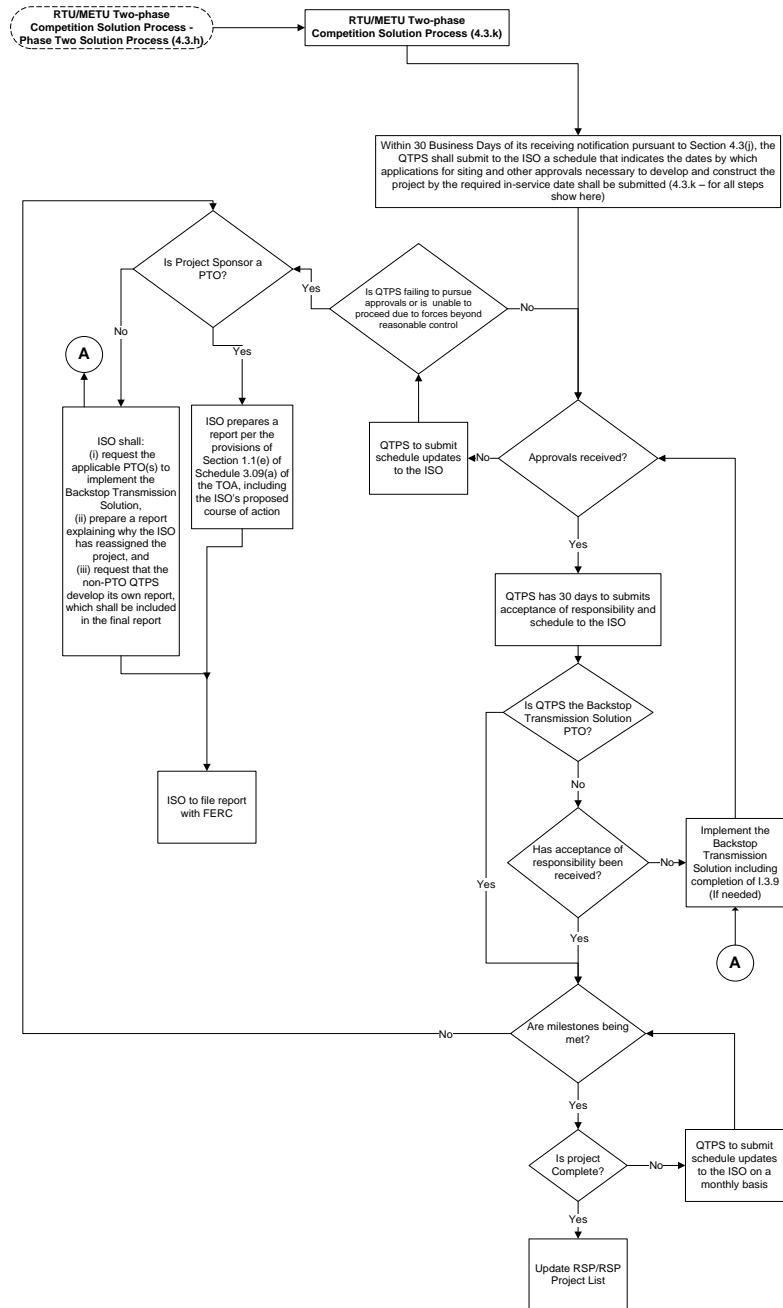 RTU/METU Two-phase
Competition Solution Process -
Phase Two Solution Process (4.3.h)
RTU/METU Two-phase
Competition Solution Process (4.3.k)
Within 30 Business Days of its receiving notification pursuant to Section 4.3(j), the
QTPS shall submit to the ISO a schedule that indicates the dates by which
applications for siting and other approvals necessary to develop and construct the
project by the required in-service date shall be submitted (4.3.k – for all steps
show here)
Is Project Sponsor a
PTO?
Yes
Is QTPS failing to pursue
approvals or is unable to
proceed due to forces beyond
reasonable control
No
No
Yes
A
ISO shall:
(i) request the
applicable PTO(s) to
implement the
Backstop Transmission
Solution,
(ii) prepare a report
explaining why the ISO
has reassigned the
project, and
(iii) request that the
non-PTO QTPS
develop its own report,
which shall be included
in the final report
ISO prepares a
report per the
provisions of
Section 1.1(e) of
Schedule 3.09(a) of
the TOA, including
the ISO's proposed
course of action
QTPS to submit
schedule updates
to the ISO
No
Approvals received?
Yes
QTPS has 30 days to submits
acceptance of responsibility and
schedule to the ISO
Is QTPS the Backstop
Transmission Solution
PTO?
No
Yes
ISO to file report
with FERC
Has acceptance of
responsibility been
received?
No
Implement the
Backstop
Transmission
Solution including
completion of I.3.9
(If needed)
Yes
A
Are milestones being
met?
No
Yes
Is project
Complete?
No
QTPS to submit
schedule updates
to the ISO on a
monthly basis
Yes
Update RSP/RSP
Project List